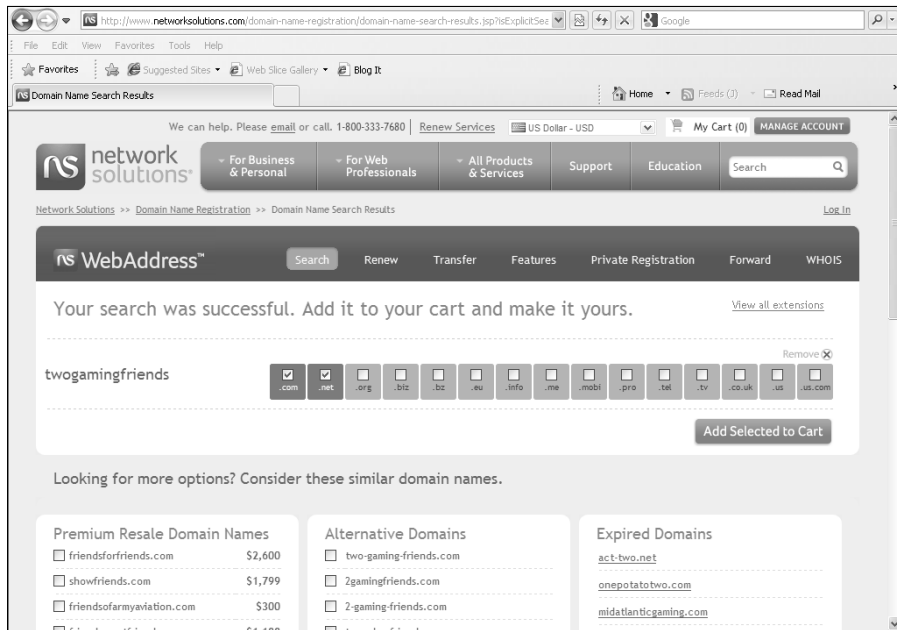 http://www.networksolutions.com/domain-name-registration/domain-name-search-results.jsp?isExplicitSea
Google
File Edit View Favorites Tools Help
Favorites Suggested Sites Web Slice Gallery Blog It
Domain Name Search Results
Home Feeds (J) Read Mail
We can help. Please email or call. 1-800-333-7680 Renew Services US Dollar - USD My Cart (0) MANAGE ACCOUNT
ns network solutions®
For Business & Personal
For Web Professionals
All Products & Services
Support
Education
Search
Network Solutions >> Domain Name Registration >> Domain Name Search Results
Log In
ns WebAddress™ Search Renew Transfer Features Private Registration Forward WHOIS
Your search was successful. Add it to your cart and make it yours.
View all extensions
Remove
twogamingfriends
.com .net .org .biz .bz .eu .info .me .mobi .pro .tel .tv .co.uk .us .us.com
Add Selected to Cart
Looking for more options? Consider these similar domain names.
Premium Resale Domain Names
friendsforfriends.com $2,600
showfriends.com $1,799
friendsofarmyaviation.com $300
Alternative Domains
two-gaming-friends.com
2gamingfriends.com
2-gaming-friends.com
Expired Domains
act-two.net
onepotatotwo.com
midatlanticgaming.com